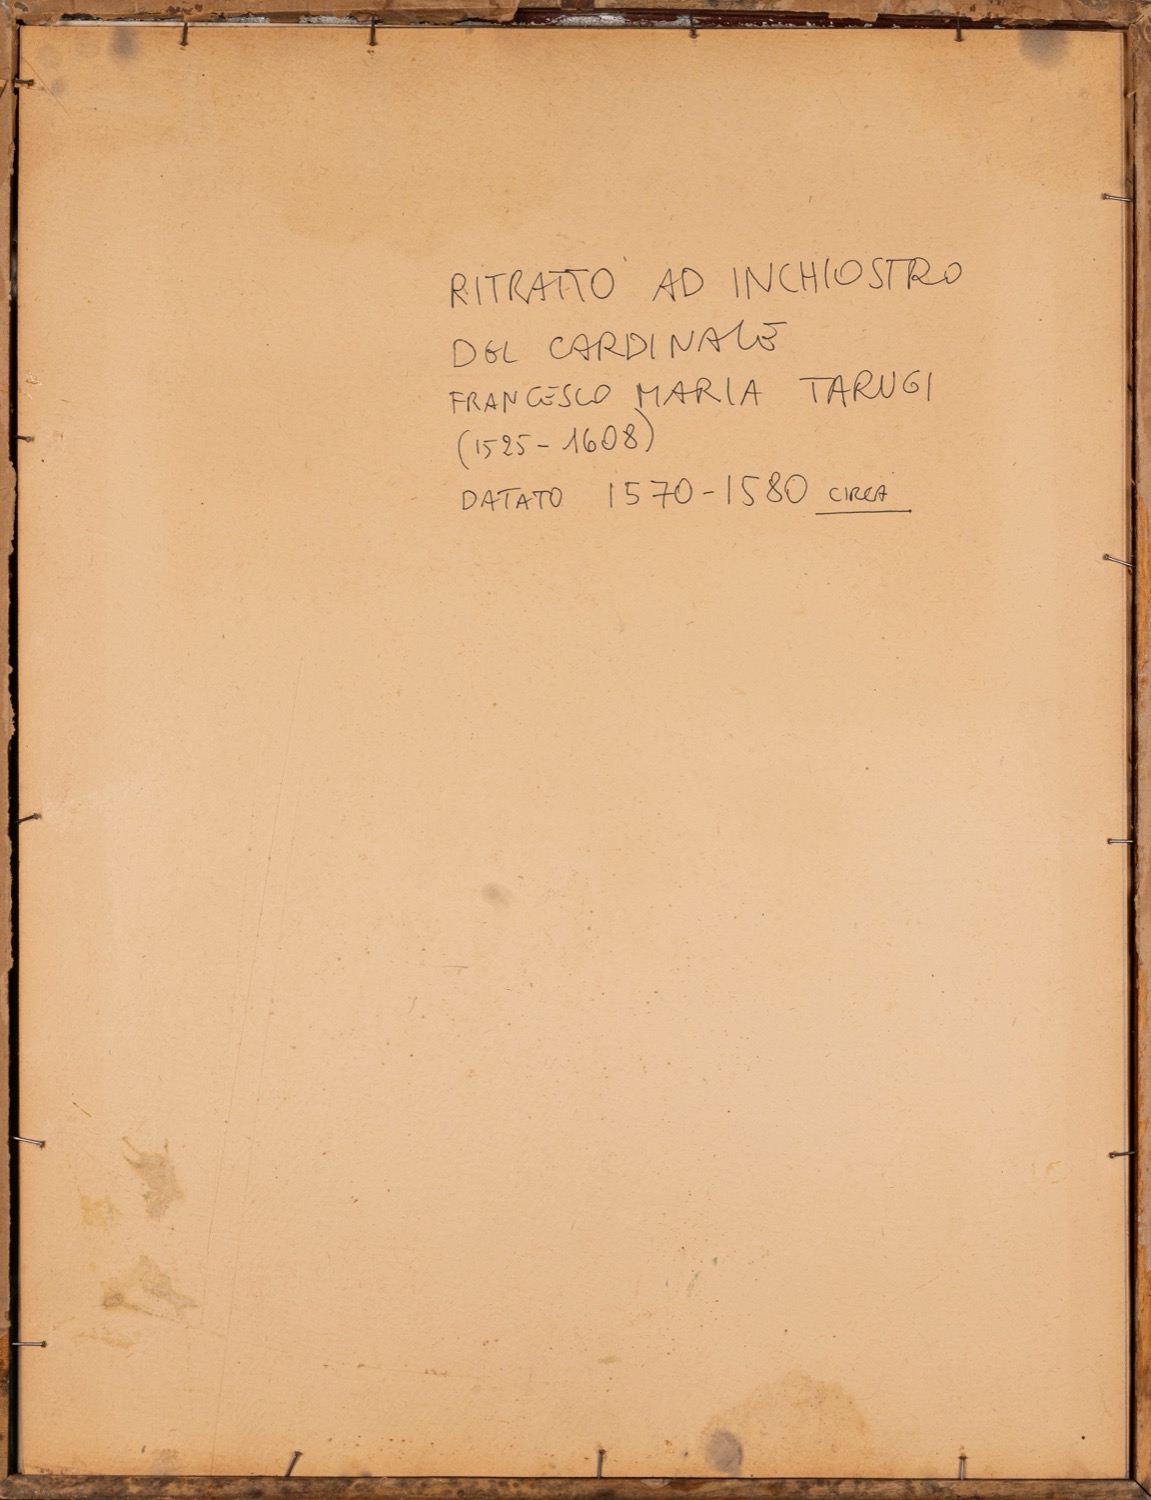 RITRATTO AD INCHIOSTRO
DEL CARDINALE
FRANCESCO MARIA TARUGI
(1525-1608)
DATATO 1570-1580 CIRCA